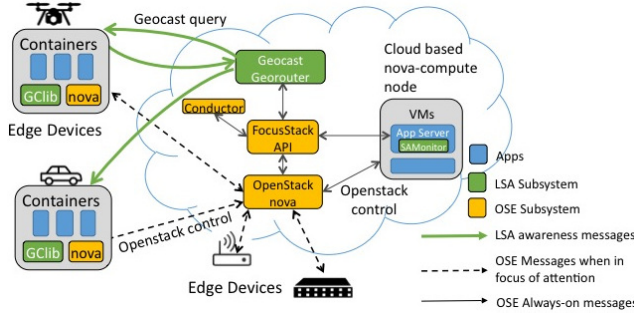 Geocast query
Containers
GClib
nova
Edge Devices
Geocast
Georouter
Conductor
FocusStack
API
OpenStack
nova
Cloud based
nova-compute
node
VMs
App Server
SAMonitor
Openstack
control
Containers
GClib
nova
Openstack control
Edge Devices
Apps
LSA Subsystem
OSE Subsystem
LSA awareness messages
OSE Messages when in
focus of attention
OSE Always-on messages